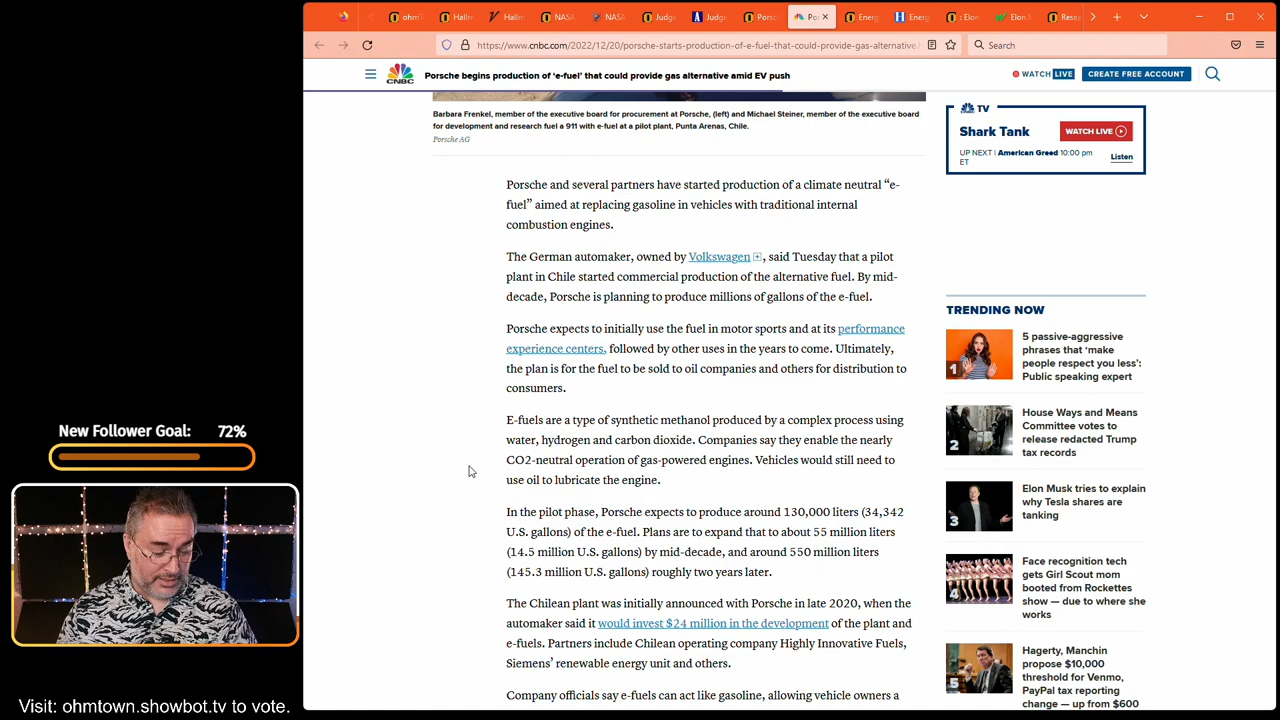 ohm
Hallm
Hallm
NASA
NASA
Judge
Judge
Porsc
Por
Energ
Energ
: Elon
Elon M
Resea
https://www.cnbc.com/2022/12/20/porsche-starts-production-of-e-fuel-that-could-provide-gas-alternative
Search
CNBC
Porsche begins production of ‘e-fuel’ that could provide gas alternative amid EV push
WATCH LIVE
CREATE FREE ACCOUNT
Barbara Frenkel, member of the executive board for procurement at Porsche, (left) and Michael Steiner, member of the executive board
for development and research fuel a 911 with e-fuel at a pilot plant, Punta Arenas, Chile.
Porsche AG
Porsche and several partners have started production of a climate neutral “e-
fuel” aimed at replacing gasoline in vehicles with traditional internal
combustion engines.
The German automaker, owned by Volkswagen, said Tuesday that a pilot
plant in Chile started commercial production of the alternative fuel. By mid-
decade, Porsche is planning to produce millions of gallons of the e-fuel.
Porsche expects to initially use the fuel in motor sports and at its performance
experience centers, followed by other uses in the years to come. Ultimately,
the plan is for the fuel to be sold to oil companies and others for distribution to
consumers.
E-fuels are a type of synthetic methanol produced by a complex process using
water, hydrogen and carbon dioxide. Companies say they enable the nearly
CO2-neutral operation of gas-powered engines. Vehicles would still need to
use oil to lubricate the engine.
In the pilot phase, Porsche expects to produce around 130,000 liters (34,342
U.S. gallons) of the e-fuel. Plans are to expand that to about 55 million liters
(14.5 million U.S. gallons) by mid-decade, and around 550 million liters
(145.3 million U.S. gallons) roughly two years later.
The Chilean plant was initially announced with Porsche in late 2020, when the
automaker said it would invest $24 million in the development of the plant and
e-fuels. Partners include Chilean operating company Highly Innovative Fuels,
Siemens’ renewable energy unit and others.
Company officials say e-fuels can act like gasoline, allowing vehicle owners a
TV
Shark Tank
WATCH LIVE
UP NEXT | American Greed 10:00 pm
ET
Listen
TRENDING NOW
1
5 passive-aggressive
phrases that ‘make
people respect you less’:
Public speaking expert
2
House Ways and Means
Committee votes to
release redacted Trump
tax records
3
Elon Musk tries to explain
why Tesla shares are
tanking
4
Face recognition tech
gets Girl Scout mom
booted from Rockettes
show — due to where she
works
5
Hagerty, Manchin
propose $10,000
threshold for Venmo,
PayPal tax reporting
change — up from $600
New Follower Goal: 72%
Visit: ohmtown.showbot.tv to vote.